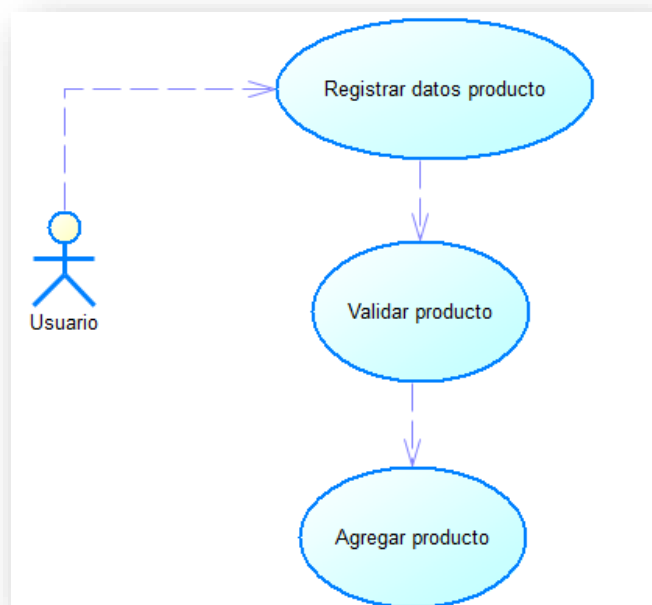 Registrar datos producto
Usuario
Validar producto
Agregar producto